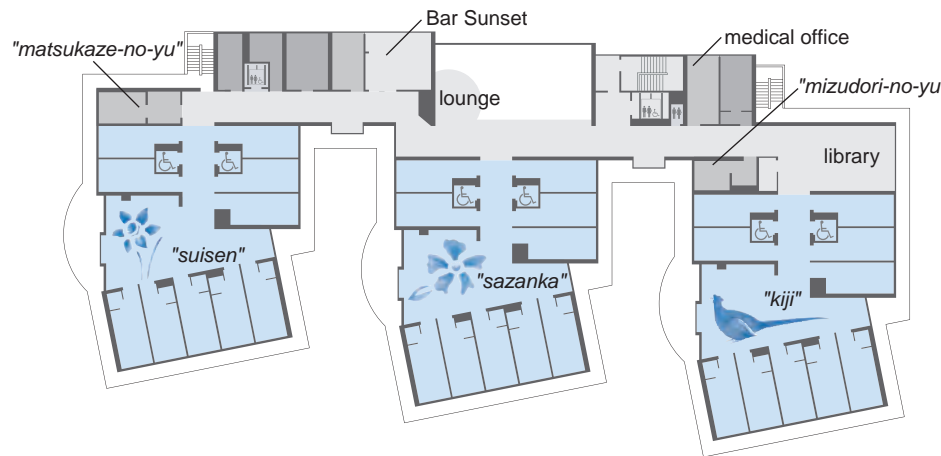 Bar Sunset
"matsukaze-no-yu"
medical office
"mizudori-no-yu
lounge
library
"suisen"
"sazanka"
"kiji"